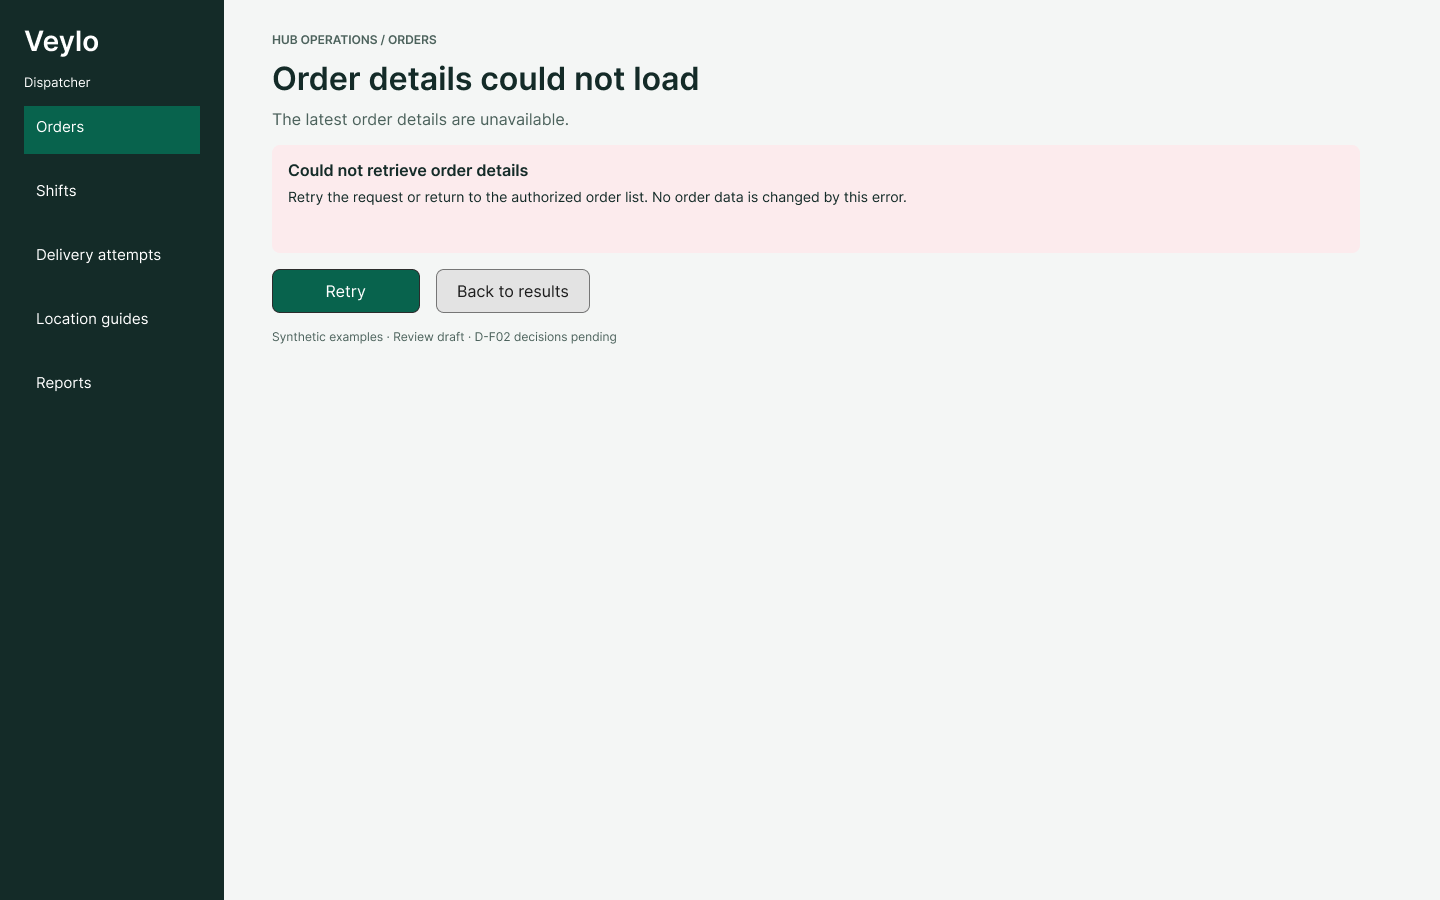 Veylo
Dispatcher
Orders
Shifts
Delivery attempts
Location guides
Reports
HUB OPERATIONS / ORDERS
Order details could not load
The latest order details are unavailable.
Could not retrieve order details
Retry the request or return to the authorized order list. No order data is changed by this error.
Retry
Back to results
Synthetic examples · Review draft · D-F02 decisions pending